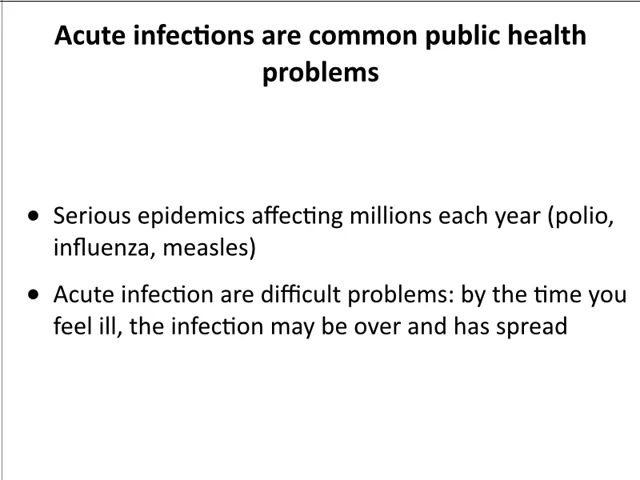 Acute infections are common public health
problems
• Serious epidemics affecting millions each year (polio,
influenza, measles)
• Acute infection are difficult problems: by the time you
feel ill, the infection may be over and has spread